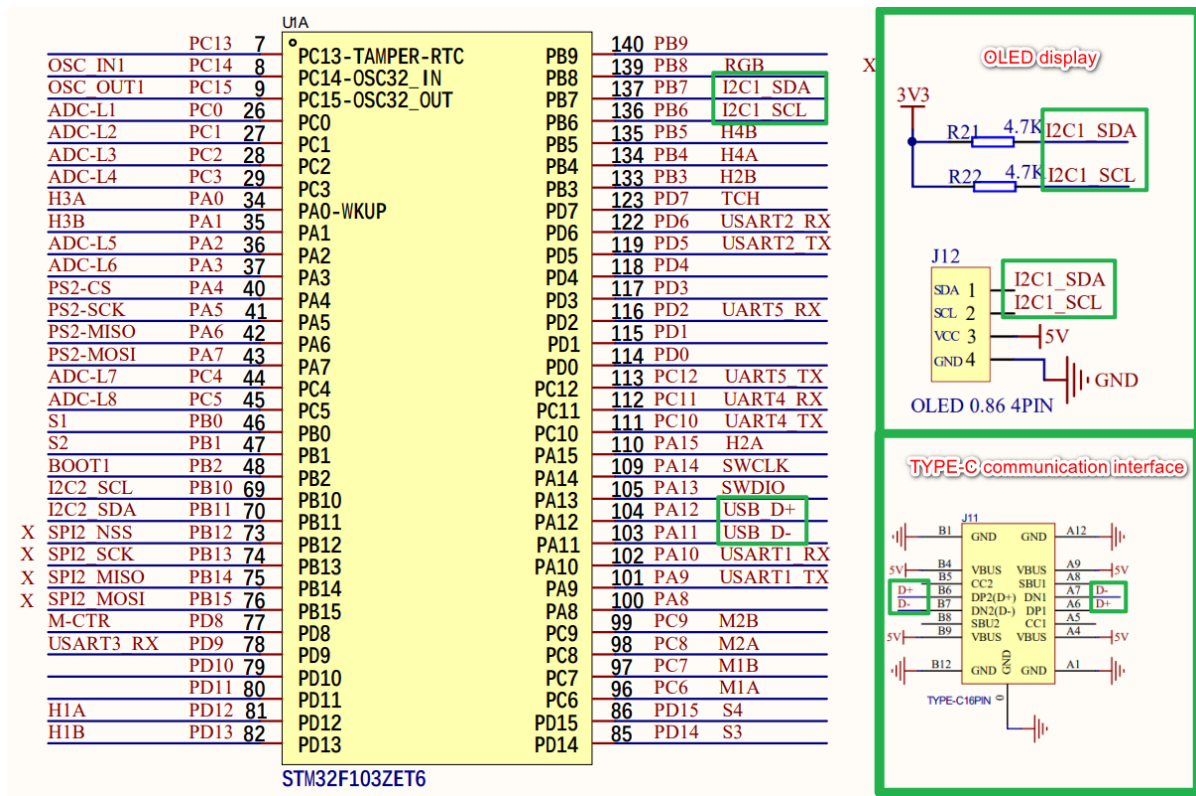 U1A
PC13 7 PC13-TAMPER-RTC
OSC_IN1 PC14 8 PC14-OSC32_IN
OSC_OUT1 PC15 9 PC15-OSC32_OUT
ADC-L1 PC0 26 PC0
ADC-L2 PC1 27 PC1
ADC-L3 PC2 28 PC2
ADC-L4 PC3 29 PC3
H3A PA0 34 PA0-WKUP
H3B PA1 35 PA1
ADC-L5 PA2 36 PA2
ADC-L6 PA3 37 PA3
PS2-CS PA4 40 PA4
PS2-SCK PA5 41 PA5
PS2-MISO PA6 42 PA6
PS2-MOSI PA7 43 PA7
ADC-L7 PC4 44 PC4
ADC-L8 PC5 45 PC5
S1 PB0 46 PB0
S2 PB1 47 PB1
BOOT1 PB2 48 PB2
I2C2_SCL PB10 69 PB10
I2C2_SDA PB11 70 PB11
X SPI2_NSS PB12 73 PB12
X SPI2_SCK PB13 74 PB13
X SPI2_MISO PB14 75 PB14
X SPI2_MOSI PB15 76 PB15
M-CTR PD8 77 PD8
USART3_RX PD9 78 PD9
PD10 79 PD10
PD11 80 PD11
H1A PD12 81 PD12
H1B PD13 82 PD13
PB9 140 PB9
PB8 139 PB8 RGB X
PB7 137 PB7 I2C1_SDA
PB6 136 PB6 I2C1_SCL
PB5 135 PB5 H4B
PB4 134 PB4 H4A
PB3 133 PB3 H2B
PD7 123 PD7 TCH
PD6 122 PD6 USART2_RX
PD5 119 PD5 USART2_TX
PD4 118 PD4
PD3 117 PD3
PD2 116 PD2 UART5_RX
PD1 115 PD1
PD0 114 PD0
PC12 113 PC12 UART5_TX
PC11 112 PC11 UART4_RX
PC10 111 PC10 UART4_TX
PA15 110 PA15 H2A
PA14 109 PA14 SWCLK
PA13 105 PA13 SWDIO
PA12 104 PA12 USB_D+
PA11 103 PA11 USB_D-
PA10 102 PA10 USART1_RX
PA9 101 PA9 USART1_TX
PA8 100 PA8
PC9 99 PC9 M2B
PC8 98 PC8 M2A
PC7 97 PC7 M1B
PC6 96 PC6 M1A
PD15 86 PD15 S4
PD14 85 PD14 S3
STM32F103ZET6
OLED display
3V3
R21 4.7K I2C1_SDA
R22 4.7K I2C1_SCL
J12
SDA 1 I2C1_SDA
SCL 2 I2C1_SCL
VCC 3 5V
GND 4 GND
OLED 0.86 4PIN
TYPE-C communication interface
J11
B1 GND GND A12
5V B4 VBUS VBUS A9 5V
B5 CC2 SBU1 A8
D+ B6 DP2(D+) DN1 A7 D-
D- B7 DN2(D-) DP1 A6 D+
B8 SBU2 CC1 A5
5V B9 VBUS VBUS A4 5V
B12 GND GND GND A1
TYPE-C16PIN 0